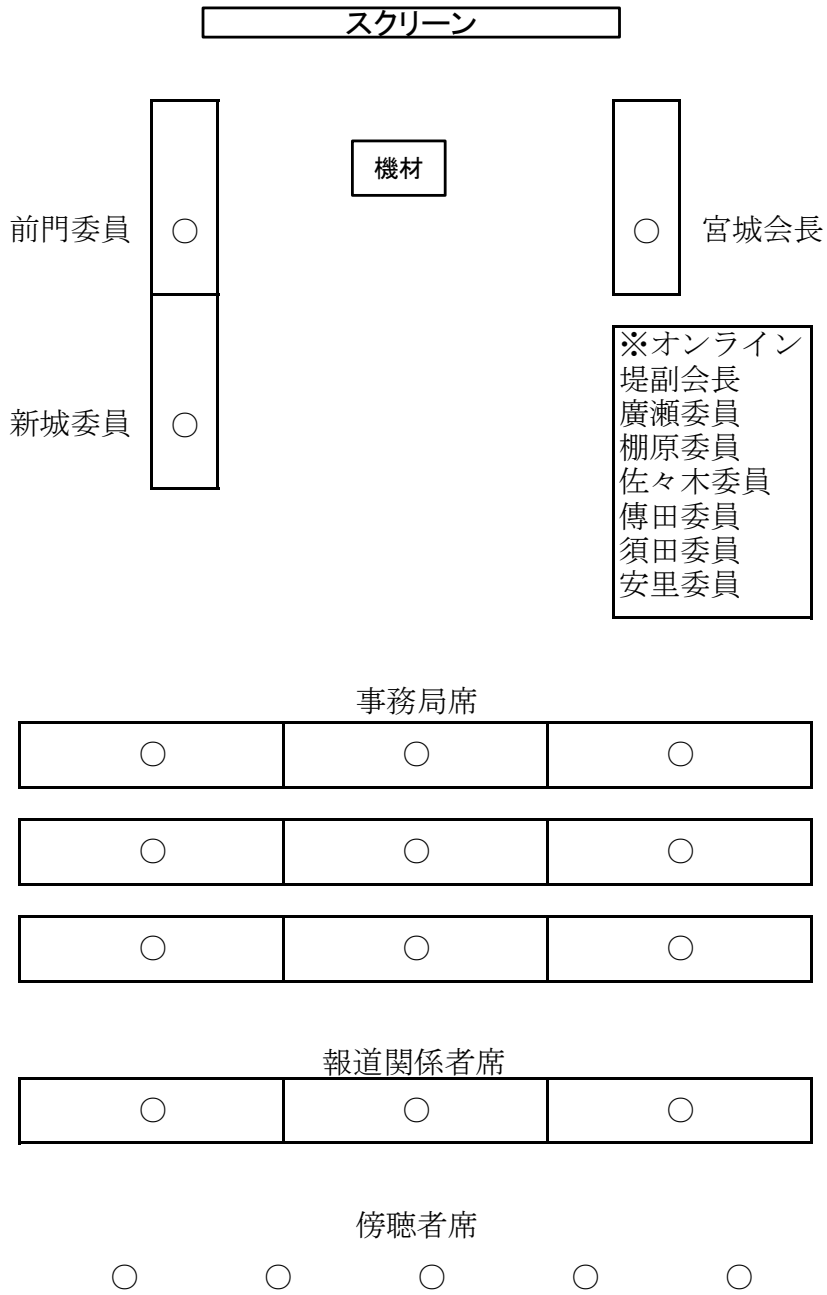 スクリーン
機材
前門委員 ○
○ 宮城会長
新城委員 ○
※オンライン
堤副会長
廣瀬委員
棚原委員
佐々木委員
傳田委員
須田委員
安里委員
事務局席
○ ○ ○
○ ○ ○
○ ○ ○
報道関係者席
○ ○ ○
傍聴者席
○ ○ ○ ○ ○